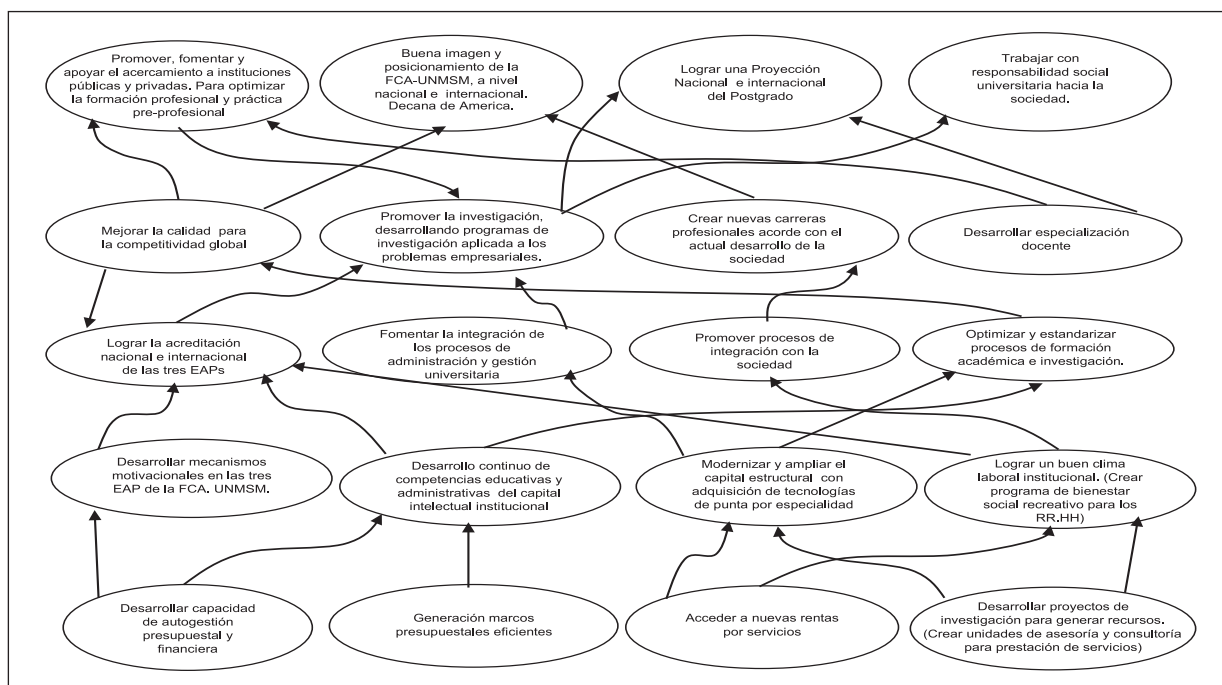 Promover, fomentar y
apoyar el acercamiento a instituciones
públicas y privadas. Para optimizar
la formación profesional y práctica
pre-profesional
Buena imagen y
posicionamiento de la
FCA-UNMSM, a nivel
nacional e internacional.
Decana de America.
Lograr una Proyección
Nacional e internacional
del Postgrado
Trabajar con
responsabilidad social
universitaria hacia la
sociedad.
Mejorar la calidad para
la competitividad global
Promover la investigación,
desarrollando programas de
investigación aplicada a los
problemas empresariales.
Crear nuevas carreras
profesionales acorde con el
actual desarrollo de la
sociedad
Desarrollar especialización
docente
Lograr la acreditación
nacional e internacional
de las tres EAPs
Fomentar la integración de
los procesos de
administración y gestión
universitaria
Promover procesos de
integración con la
sociedad
Optimizar y estandarizar
procesos de formación
académica e investigación.
Desarrollar mecanismos
motivacionales en las tres
EAP de la FCA. UNMSM.
Desarrollo continuo de
competencias educativas y
administrativas del capital
intelectual institucional
Modernizar y ampliar el
capital estructural con
adquisición de tecnologías
de punta por especialidad
Lograr un buen clima
laboral institucional. (Crear
programa de bienestar
social recreativo para los
RR.HH)
Desarrollar capacidad
de autogestión
presupuestal y
financiera
Generación marcos
presupuestales eficientes
Acceder a nuevas rentas
por servicios
Desarrollar proyectos de
investigación para generar recursos.
(Crear unidades de asesoría y consultoría
para prestación de servicios)